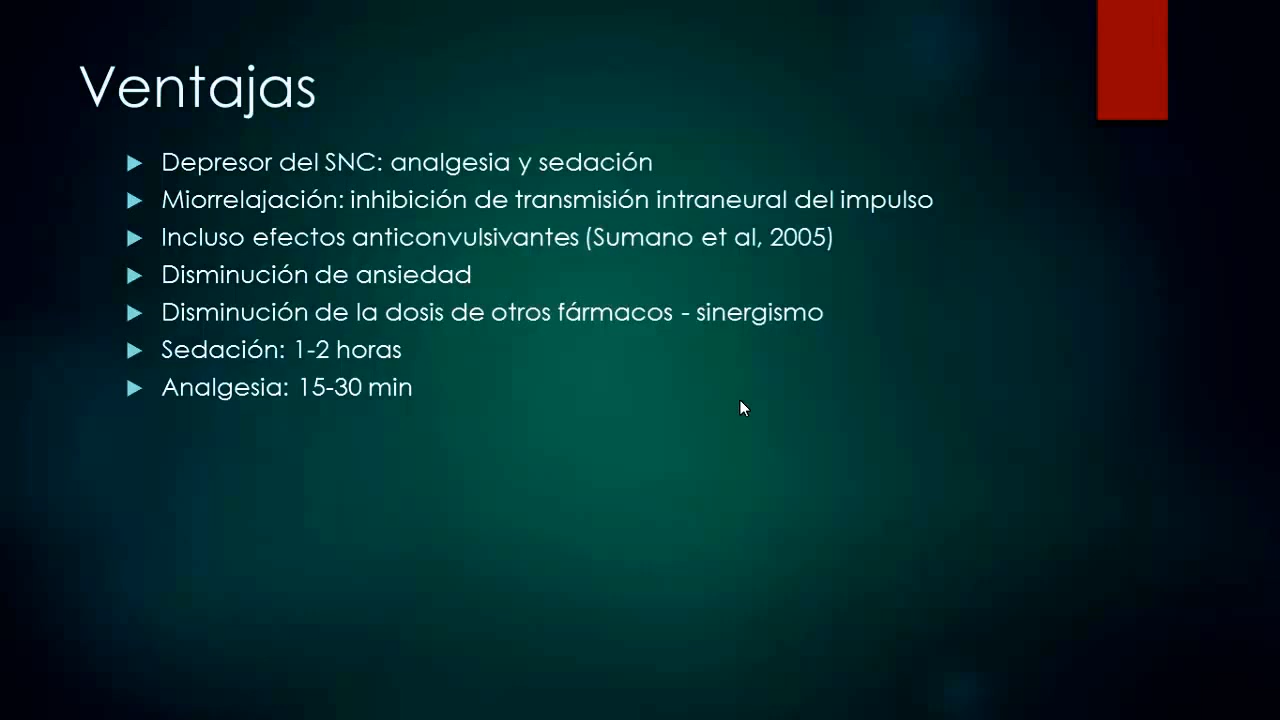 Ventajas
Depresor del SNC: analgesia y sedación
Miorrelajación: inhibición de transmisión intraneural del impulso
Incluso efectos anticonvulsivantes (Sumano et al, 2005)
Disminución de ansiedad
Disminución de la dosis de otros fármacos - sinergismo
Sedación: 1-2 horas
Analgesia: 15-30 min